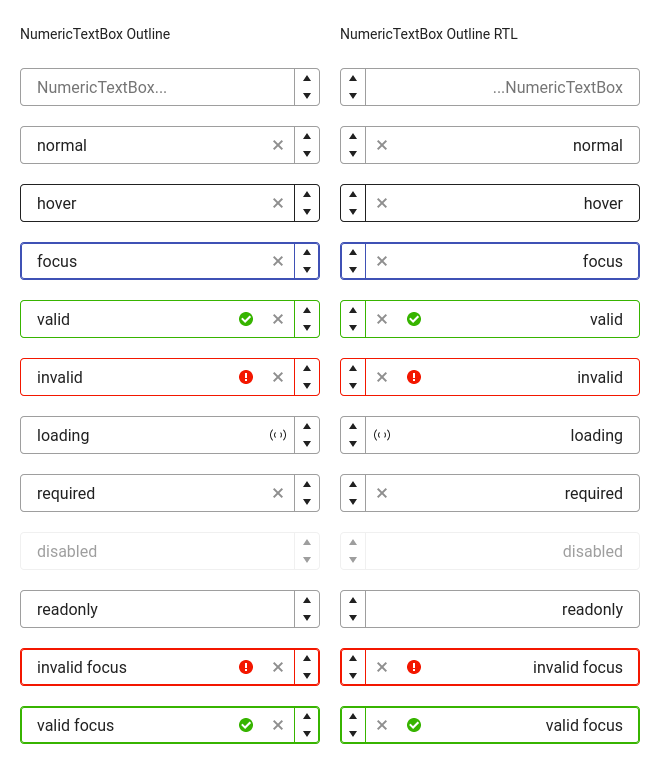 NumericTextBox Outline
NumericTextBox Outline RTL
NumericTextBox...
...NumericTextBox
normal
normal
hover
hover
focus
focus
valid
valid
invalid
invalid
loading
loading
required
required
disabled
disabled
readonly
readonly
invalid focus
invalid focus
valid focus
valid focus